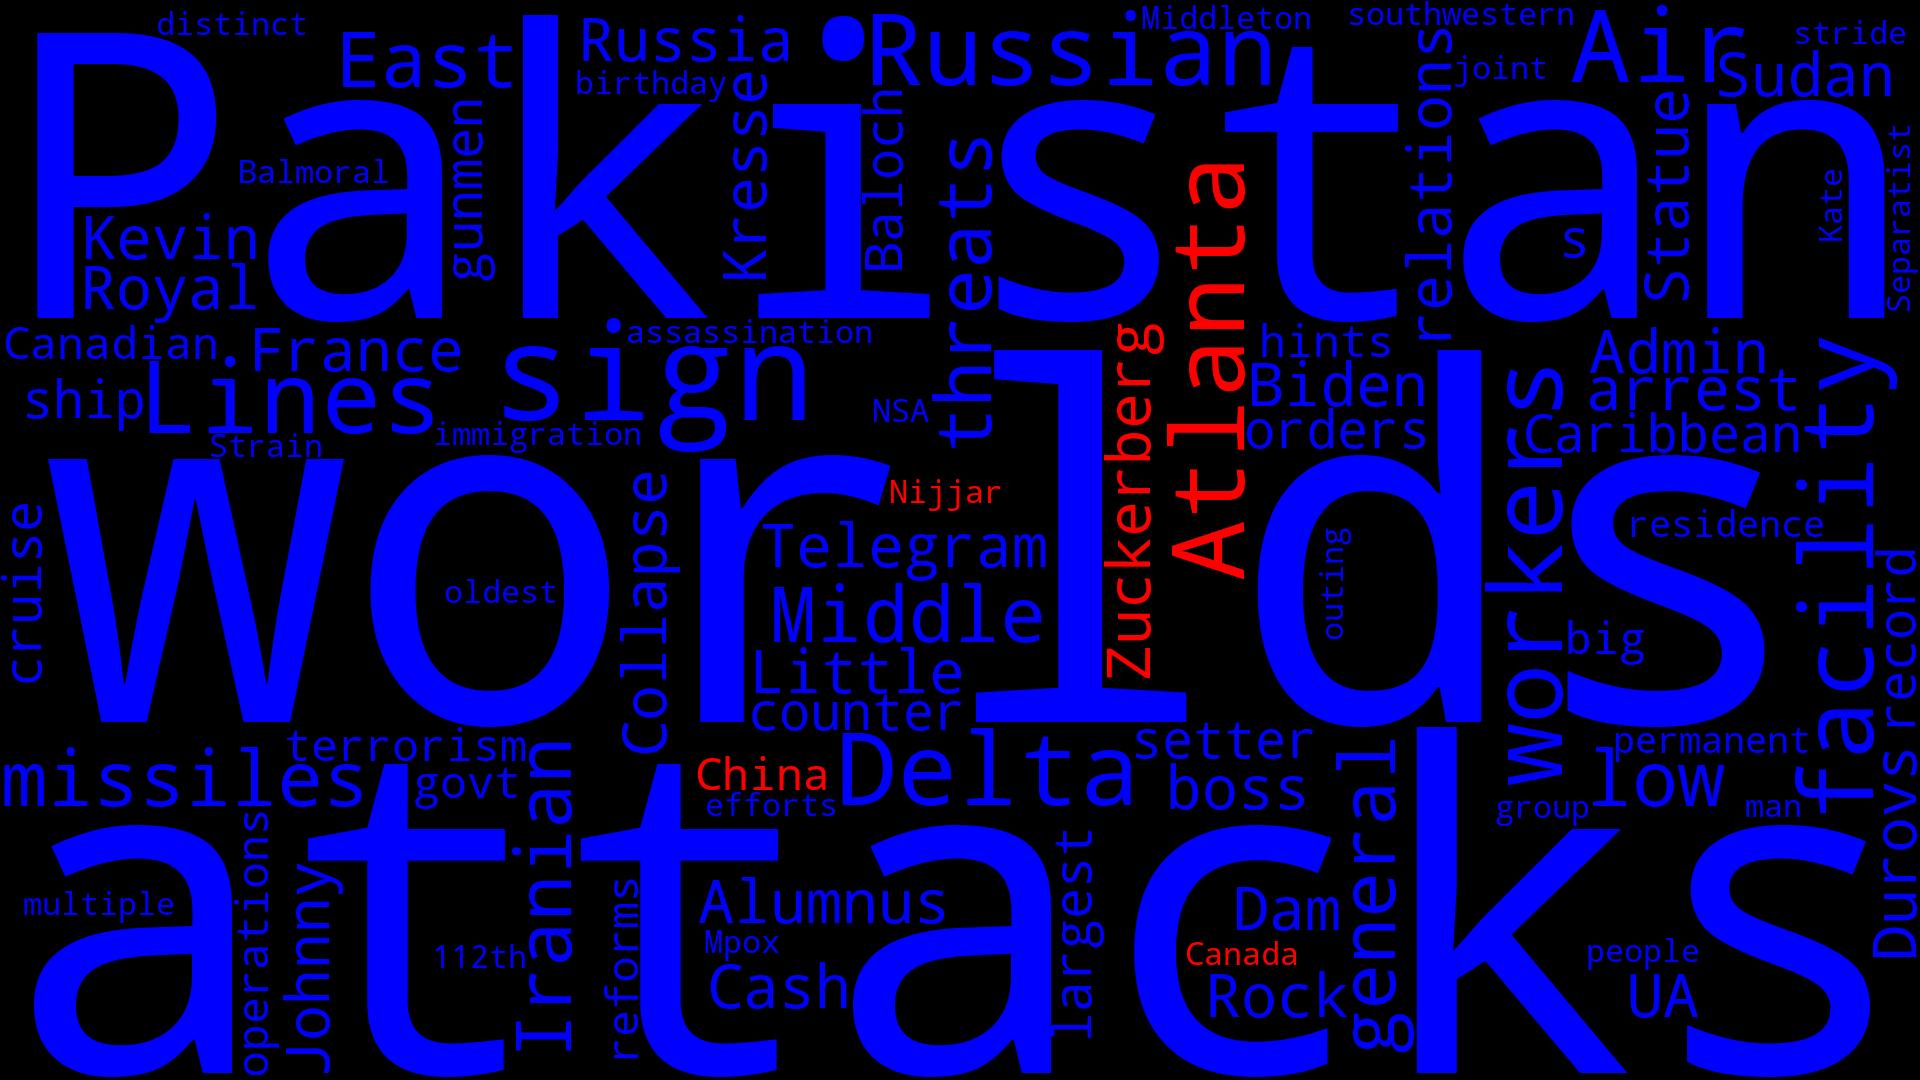 distinct
East
Russia
Russian
Middleton
southwestern
Air
stride
birthday
joint
Sudan
Pakistan
gunmen
Kresse
Baloch
threats
relations
Statue
Separatist
Balmoral
Atlanta
Kate
Kevin
s
Royal
Canadian
France
sign
assassination
Zuckerberg
hints
Admin
facility
ship
Lines
NSA
Biden
arrest
workers
Strain
immigration
orders
Caribbean
worlds
cruise
Collapse
Nijjar
Telegram
residence
oldest
outing
Middle
big
record
Little
counter
missiles
terrorism
govt
Iranian
China
efforts
Delta
setter
boss
general
permanent
low
group
man
Durovs
attacks
multiple
operations
Johnny
112th
reforms
Alumnus
Mpox
Cash
largest
Dam
Canada
Rock
people
UA